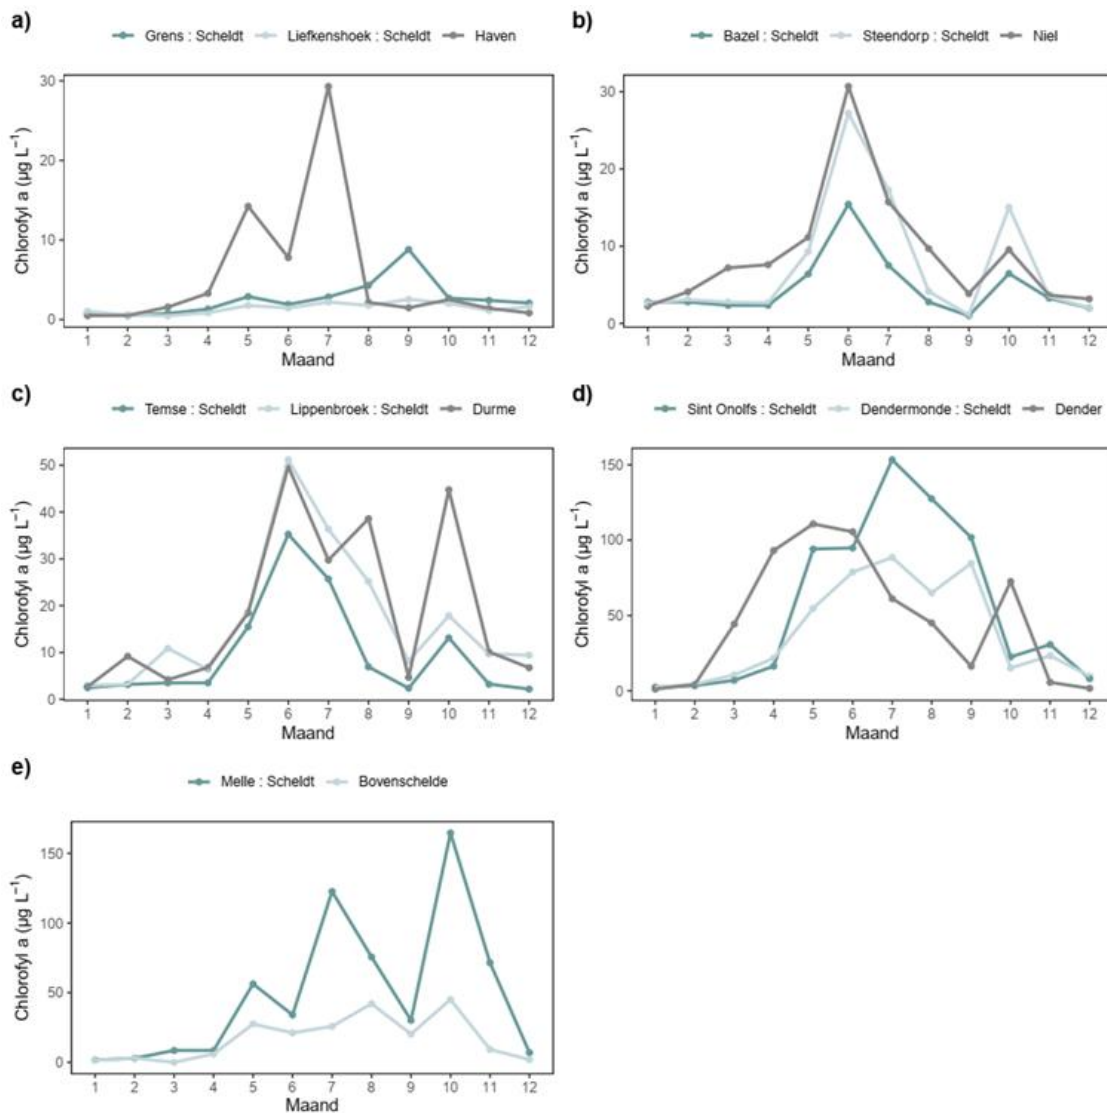 a)
Grens : Scheldt Liefkenshoek : Scheldt Haven
Chlorofyl a (µg L⁻¹)
30
20
10
0
1 2 3 4 5 6 7 8 9 10 11 12
Maand
b)
Bazel : Scheldt Steendorp : Scheldt Niel
Chlorofyl a (µg L⁻¹)
30
20
10
0
1 2 3 4 5 6 7 8 9 10 11 12
Maand
c)
Temse : Scheldt Lippenbroek : Scheldt Durme
Chlorofyl a (µg L⁻¹)
50
40
30
20
10
0
1 2 3 4 5 6 7 8 9 10 11 12
Maand
d)
Sint Onolfs : Scheldt Dendermonde : Scheldt Dender
Chlorofyl a (µg L⁻¹)
150
100
50
0
1 2 3 4 5 6 7 8 9 10 11 12
Maand
e)
Melle : Scheldt Bovenschelde
Chlorofyl a (µg L⁻¹)
150
100
50
0
1 2 3 4 5 6 7 8 9 10 11 12
Maand